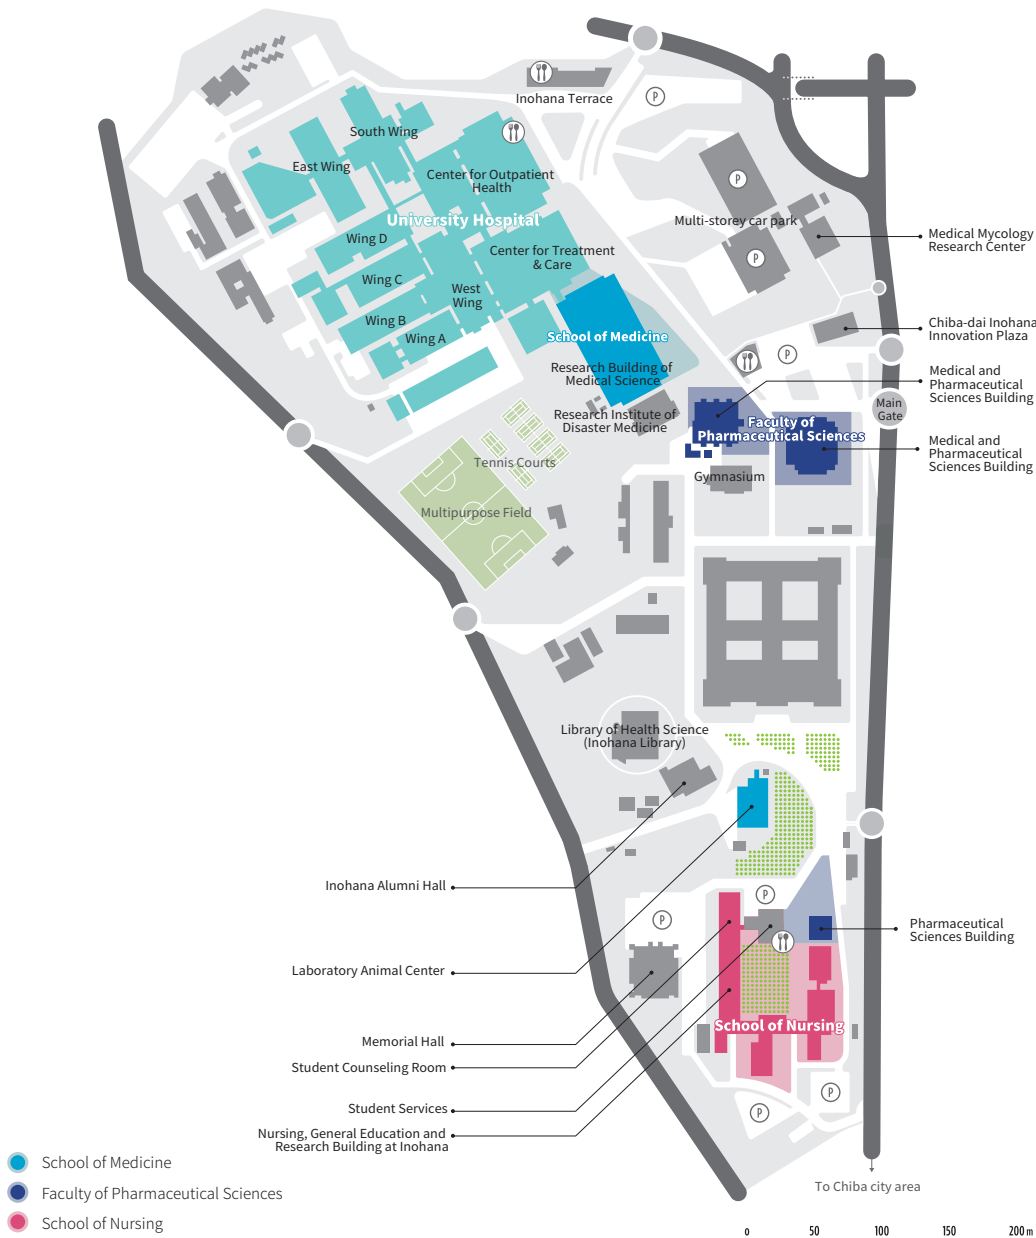 Inohana Terrace
P
South Wing
East Wing
Center for Outpatient
Health
P
University Hospital
Multi-storey car park
Medical Mycology
Research Center
Wing D
Center for Treatment
& Care
P
Wing C
West
Wing
Wing B
Chiba-dai Inohana
Innovation Plaza
Wing A
School of Medicine
P
Research Building of
Medical Science
Medical and
Pharmaceutical
Sciences Building
Main
Gate
Research Institute of
Disaster Medicine
Faculty of
Pharmaceutical Sciences
Medical and
Pharmaceutical
Sciences Building
Tennis Courts
Gymnasium
Multipurpose Field
Library of Health Science
(Inohana Library)
Inohana Alumni Hall
P
P
Pharmaceutical
Sciences Building
Laboratory Animal Center
School of Nursing
Memorial Hall
Student Counseling Room
P
Student Services
P
Nursing, General Education and
Research Building at Inohana
School of Medicine
To Chiba city area
Faculty of Pharmaceutical Sciences
School of Nursing
0 50 100 150 200 m